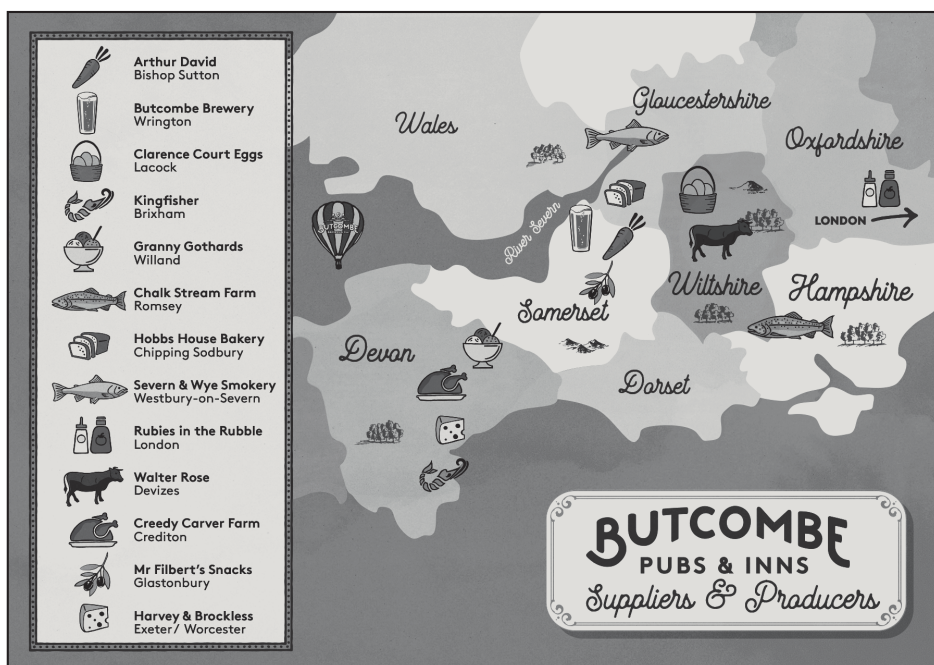 Arthur David
Bishop Sutton
Butcombe Brewery
Wrington
Clarence Court Eggs
Lacock
Kingfisher
Brixham
Granny Gothards
Willand
Chalk Stream Farm
Romsey
Hobbs House Bakery
Chipping Sodbury
Severn & Wye Smokery
Westbury-on-Severn
Rubies in the Rubble
London
Walter Rose
Devizes
Creedy Carver Farm
Crediton
Mr Filbert's Snacks
Glastonbury
Harvey & Brockless
Exeter / Worcester
Wales
Gloucestershire
Oxfordshire
LONDON
River Severn
BUTCOMBE
Wiltshire
Hampshire
Somerset
Devon
Dorset
BUTCOMBE
PUBS & INNS
Suppliers & Producers